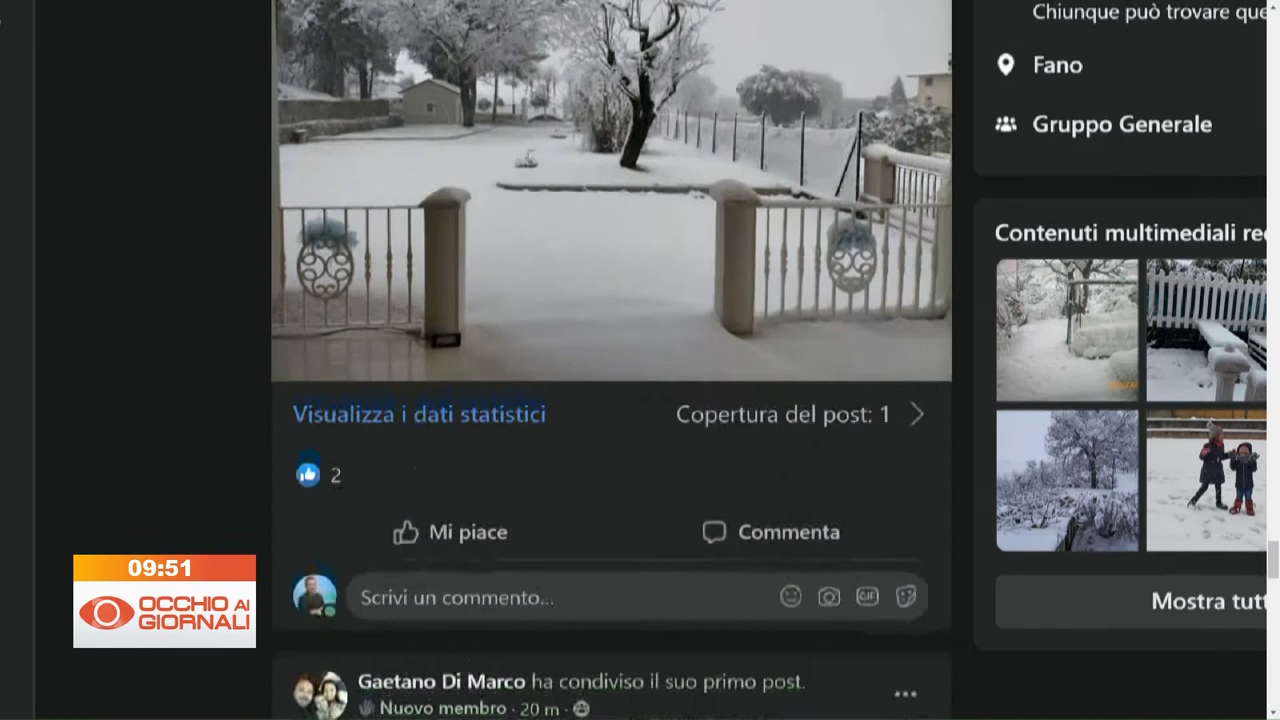 Chiunque può trovare que
Fano
Gruppo Generale
Contenuti multimediali re
Visualizza i dati statistici
Copertura del post: 1
2
Mi piace
Commenta
Scrivi un commento...
GIF
Mostra tutt
09:51
OCCHIO AI
GIORNALI
Gaetano Di Marco ha condiviso il suo primo post.
Nuovo membro · 20 m ·